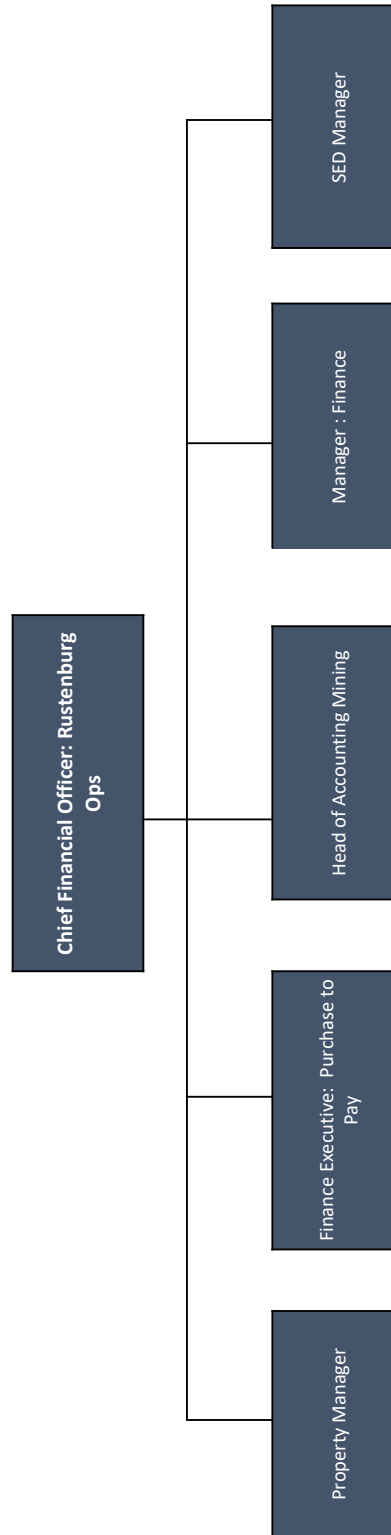 Chief Financial Officer: Rustenburg
Ops
Property Manager
Finance Executive:  Purchase to
Pay
Head of Accounting Mining
Manager : Finance
SED Manager